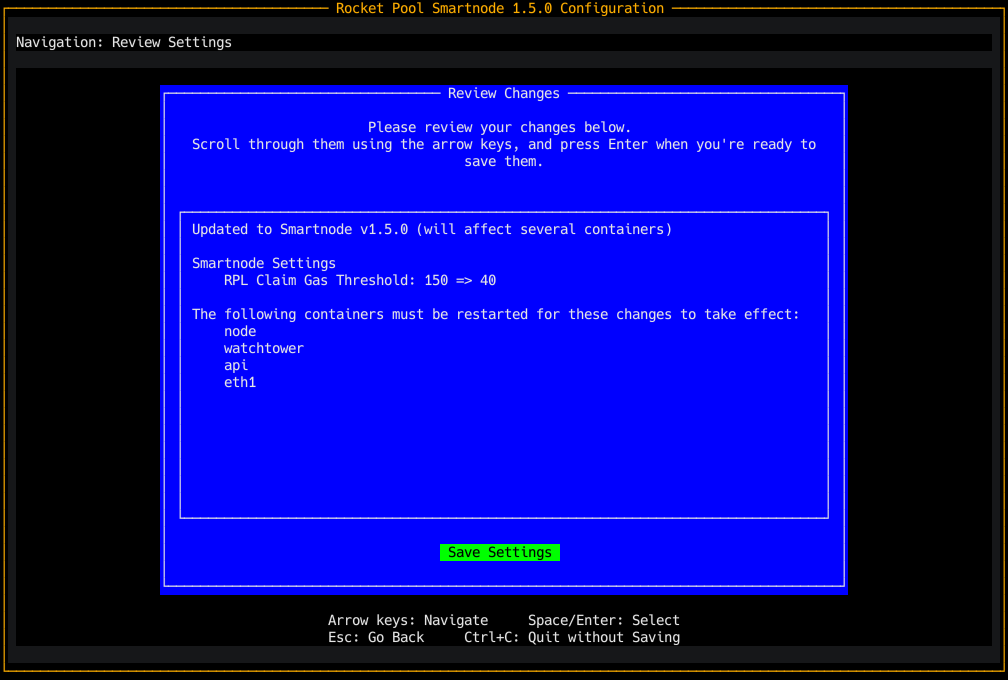 Rocket Pool Smartnode 1.5.0 Configuration
Navigation: Review Settings
Review Changes
Please review your changes below.
Scroll through them using the arrow keys, and press Enter when you're ready to
save them.
Updated to Smartnode v1.5.0 (will affect several containers)
Smartnode Settings
RPL Claim Gas Threshold: 150 => 40
The following containers must be restarted for these changes to take effect:
node
watchtower
api
eth1
Save Settings
Arrow keys: Navigate     Space/Enter: Select
Esc: Go Back     Ctrl+C: Quit without Saving